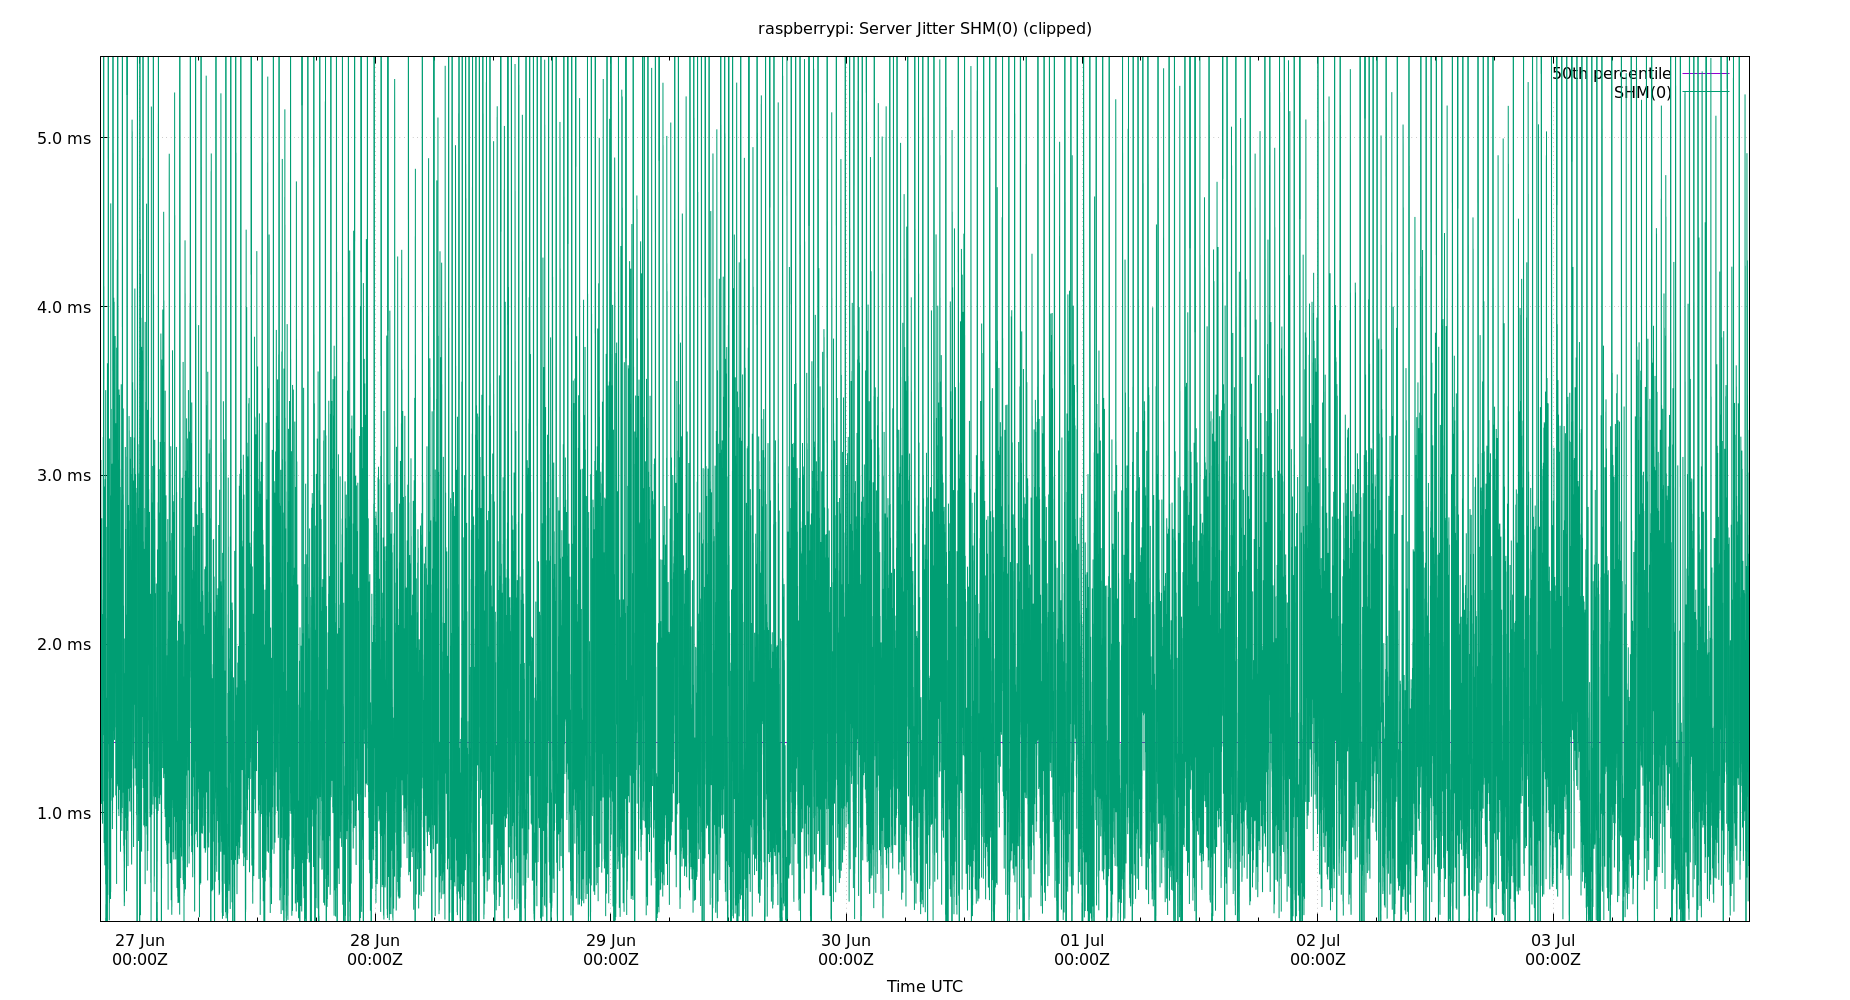 raspberrypi: Server Jitter SHM(0) (clipped)
50th percentile
SHM(0)
5.0 ms
4.0 ms
3.0 ms
2.0 ms
1.0 ms
27 Jun 28 Jun 29 Jun 30 Jun 01 Jul 02 Jul 03 Jul
00:00Z 00:00Z 00:00Z 00:00Z 00:00Z 00:00Z 00:00Z
Time UTC